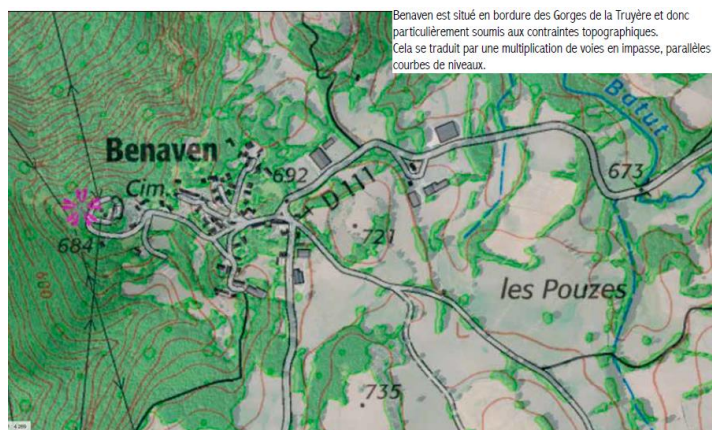 Benaven est situé en bordure des Gorges de la Truyère et donc
particulièrement soumis aux contraintes topographiques.
Cela se traduit par une multiplication de voies en impasse, parallèles
courbes de niveaux.
Batut
Benaven
692
673
Cim.
D 111
721
684
600
les Pouzes
735